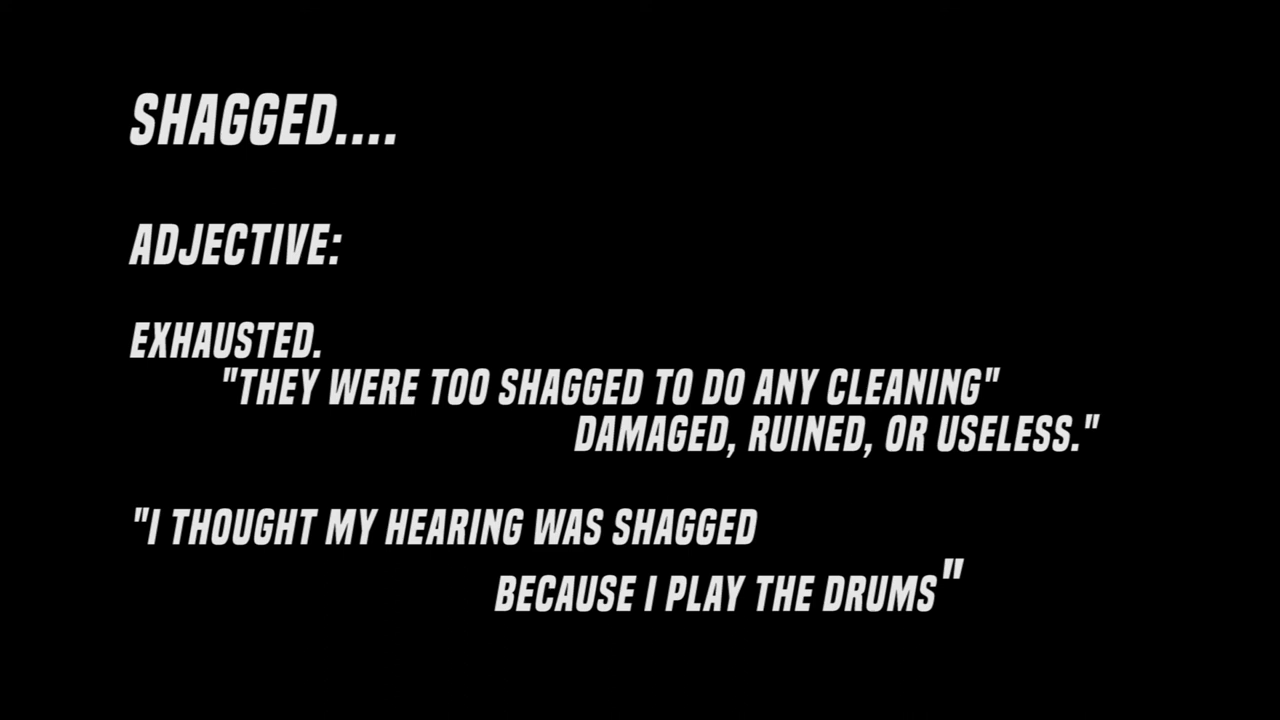 SHAGGED....
ADJECTIVE:
EXHAUSTED.
"THEY WERE TOO SHAGGED TO DO ANY CLEANING"
DAMAGED, RUINED, OR USELESS."
"I THOUGHT MY HEARING WAS SHAGGED
BECAUSE I PLAY THE DRUMS"